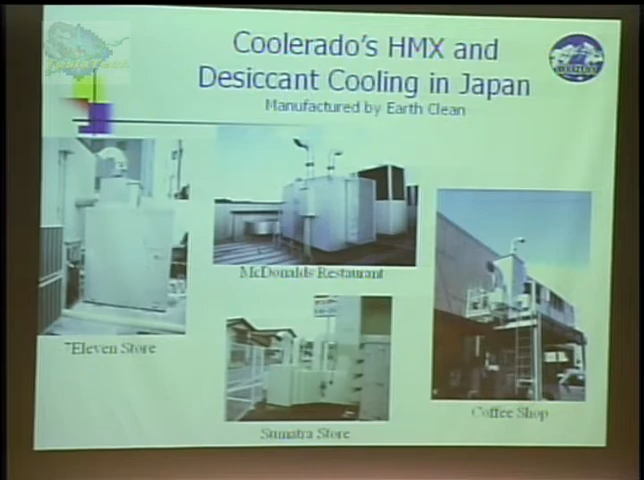 Coolerado's HMX and
Desiccant Cooling in Japan
Manufactured by Earth Clean
McDonalds Restaurant
7Eleven Store
Coffee Shop
Sumatra Store